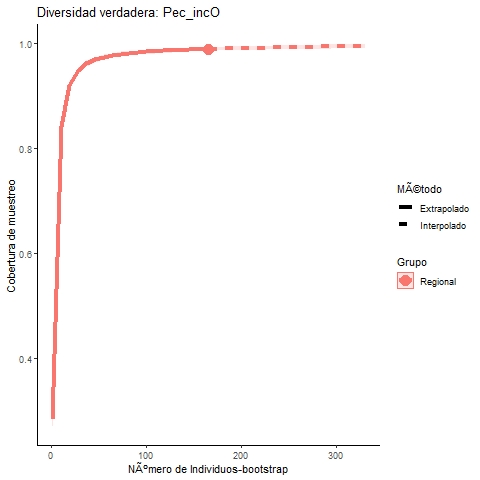 Diversidad verdadera: Pec_incO
1.0
0.8
0.6
0.4
Cobertura de muestreo
0
100
200
300
NÃºmero de Individuos-bootstrap
MÃ©todo
Extrapolado
Interpolado
Grupo
Regional